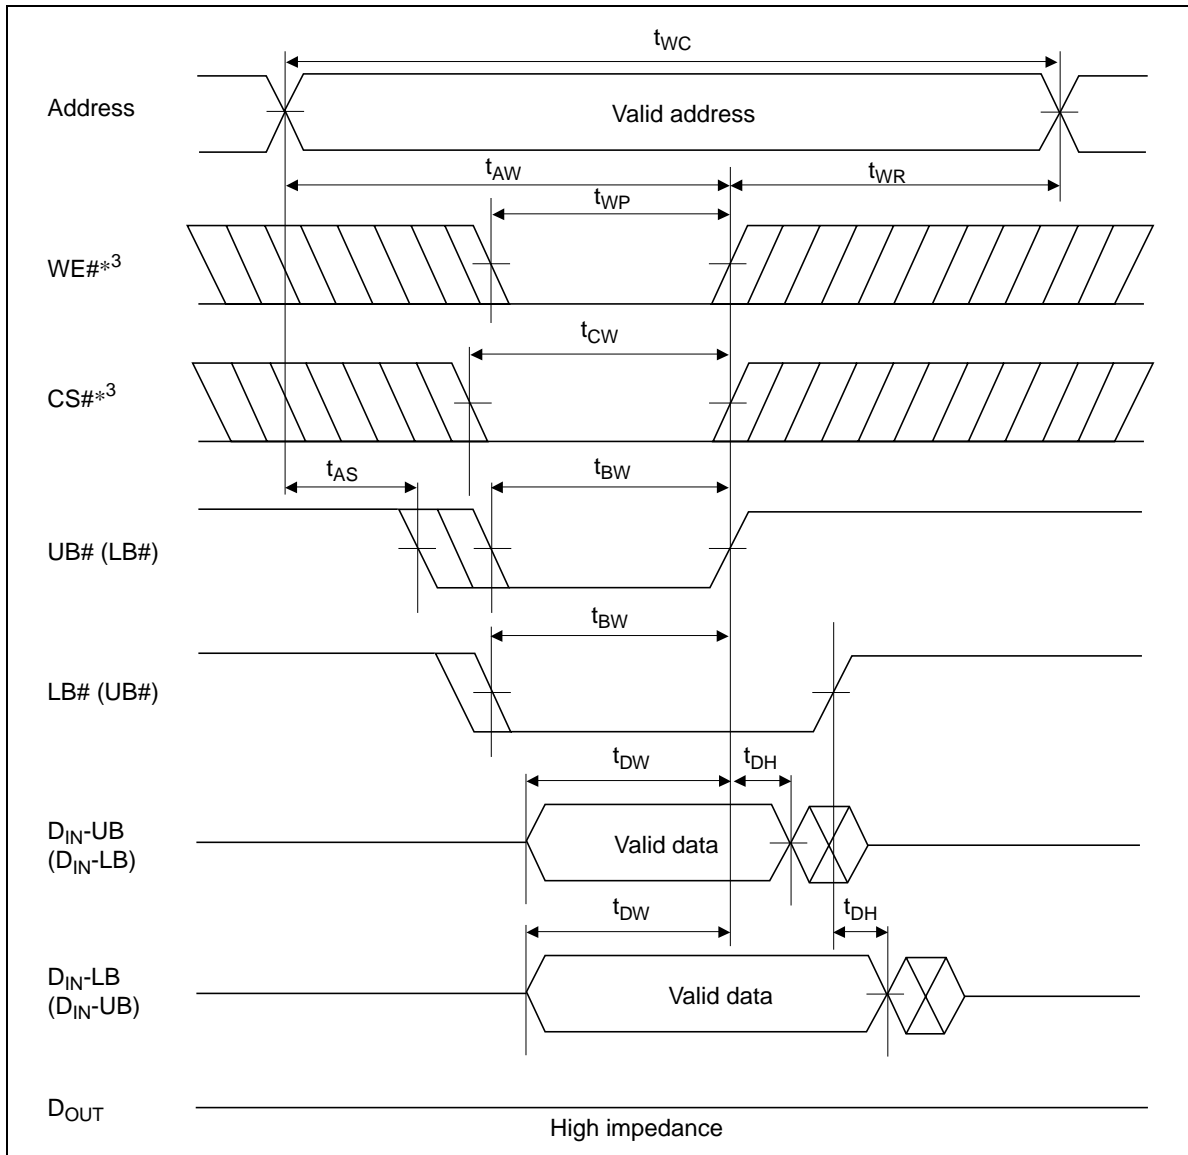 tWC
Address
Valid address
tAW
tWR
tWP
WE#*3
tCW
CS#*3
tAS
tBW
UB# (LB#)
tBW
LB# (UB#)
tDW
tDH
DIN-UB
(DIN-LB)
Valid data
tDW
tDH
DIN-LB
(DIN-UB)
Valid data
DOUT
High impedance